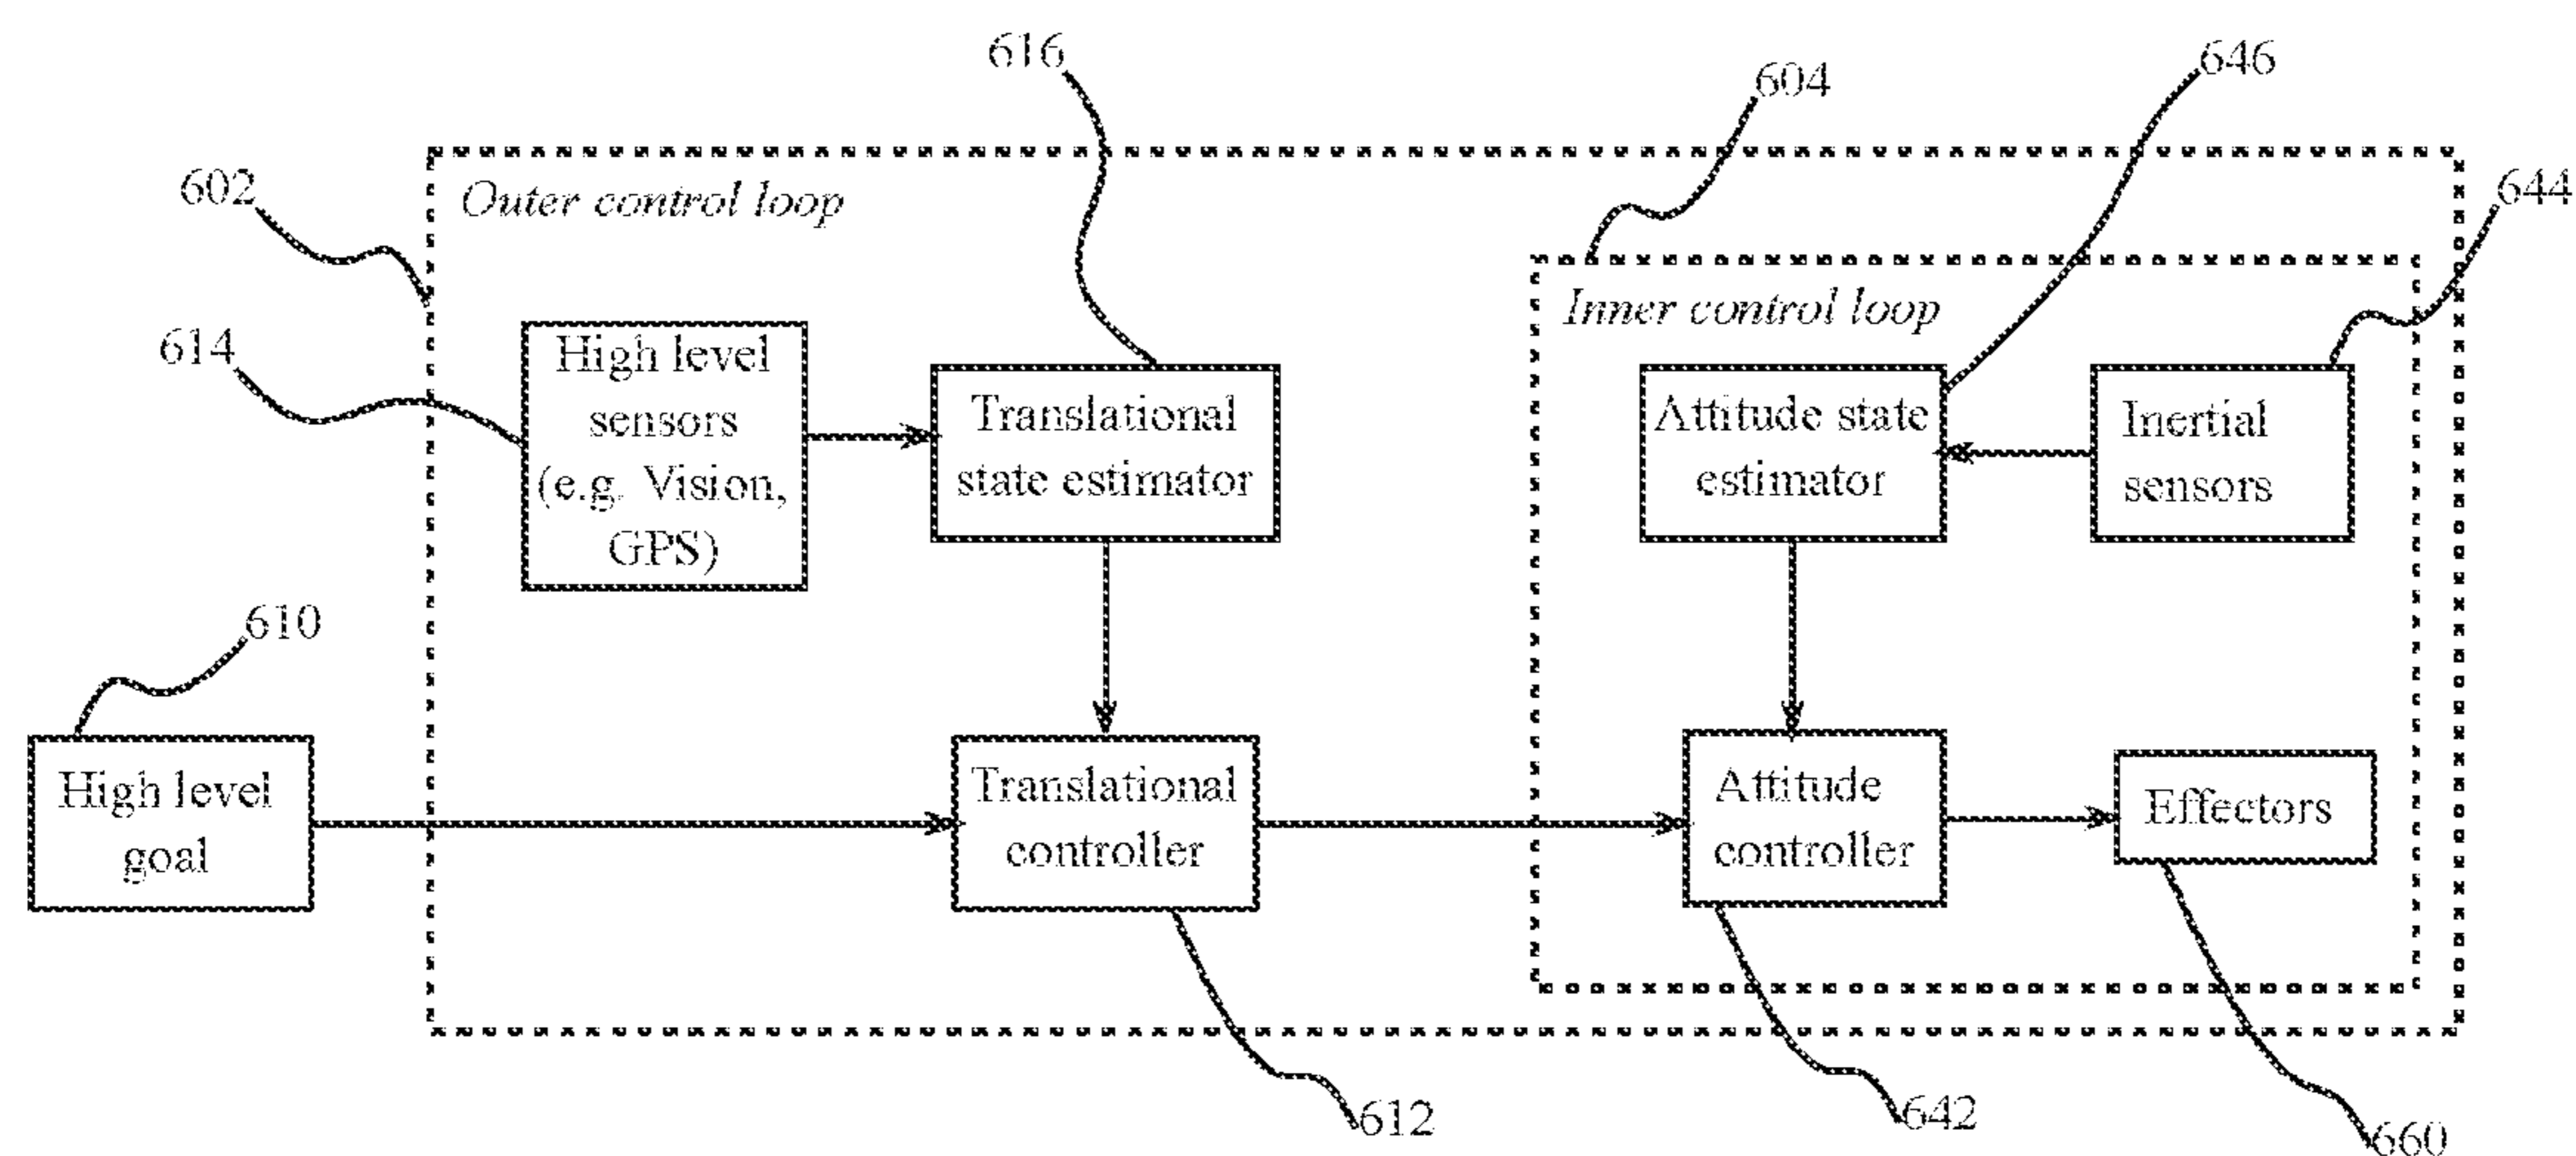 616
646
604
602
Outer control loop
644
Inner control loop
614
High level
sensors
(e.g. Vision,
GPS)
Translational
state estimator
Attitude state
estimator
Inertial
sensors
610
High level
goal
Translational
controller
Attitude
controller
Effectors
612
642
660